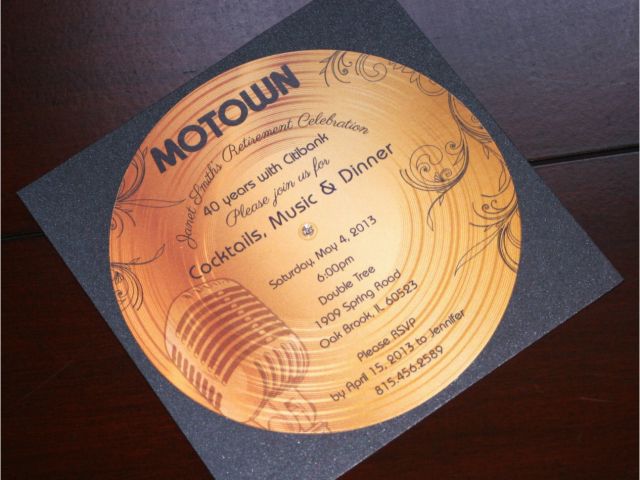 MOTOWN
Janet Smith's Retirement Celebration
40 years with Citibank
Please join us for
Cocktails, Music & Dinner
Saturday, May 4, 2013
6:00pm
Double Tree
1909 Spring Road
Oak Brook, IL 60523
Please RSVP
by April 15, 2013 to Jennifer
815.456.2589